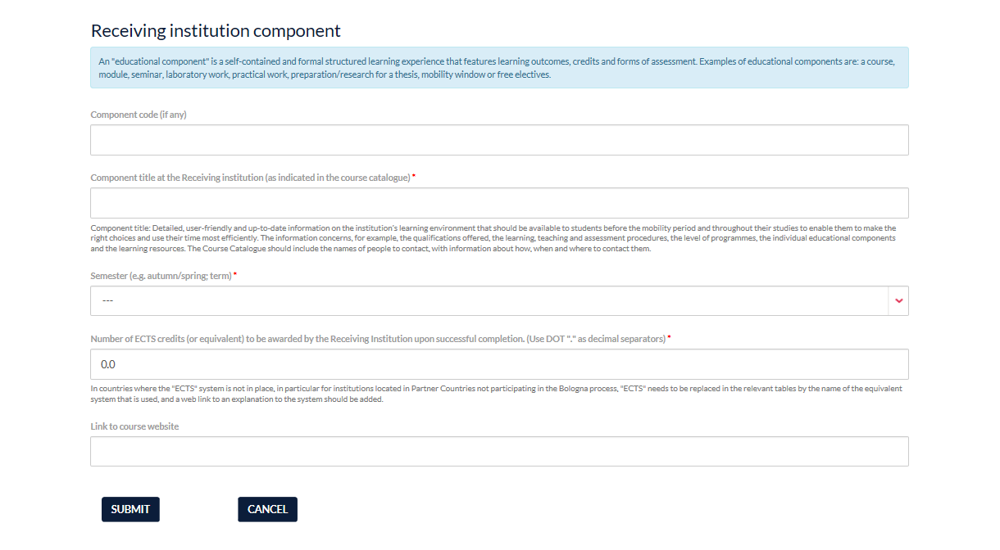 Receiving institution component
An "educational component" is a self-contained and formal structured learning experience that features learning outcomes, credits and forms of assessment. Examples of educational components are: a course,
module, seminar, laboratory work, practical work, preparation/research for a thesis, mobility window or free electives.
Component code (if any)
Component title at the Receiving institution (as indicated in the course catalogue) *
Component title: Detailed, user-friendly and up-to-date information on the institution's learning environment that should be available to students before the mobility period and throughout their studies to enable them to make the
right choices and use their time most efficiently. The information concerns, for example, the qualifications offered, the learning, teaching and assessment procedures, the level of programmes, the individual educational components
and the learning resources. The Course Catalogue should include the names of people to contact, with information about how, when and where to contact them.
Semester (e.g. autumn/spring; term) *
---
Number of ECTS credits (or equivalent) to be awarded by the Receiving Institution upon successful completion. (Use DOT "." as decimal separators) *
0.0
In countries where the "ECTS" system is not in place, in particular for institutions located in Partner Countries not participating in the Bologna process, "ECTS" needs to be replaced in the relevant tables by the name of the equivalent
system that is used, and a web link to an explanation to the system should be added.
Link to course website
SUBMIT CANCEL